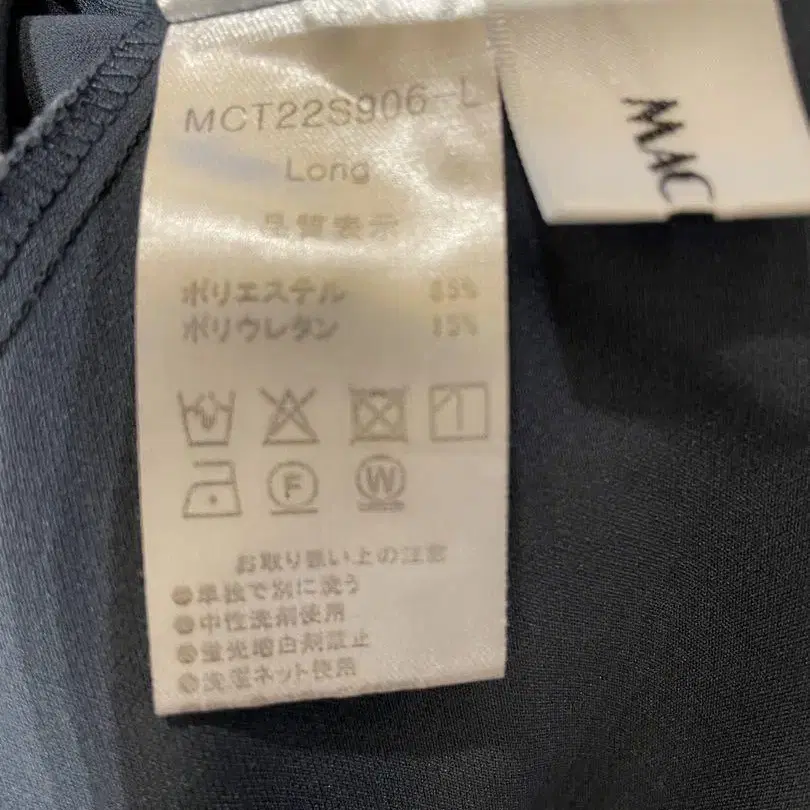 MCT22S906-L
Long
品質表示
ポリエステル 85%
ポリウレタン 15%
F
W
お取り扱い上の注意
●単独で別に洗う
●中性洗剤使用
●蛍光増白剤禁止
●洗濯ネット使用
MAC